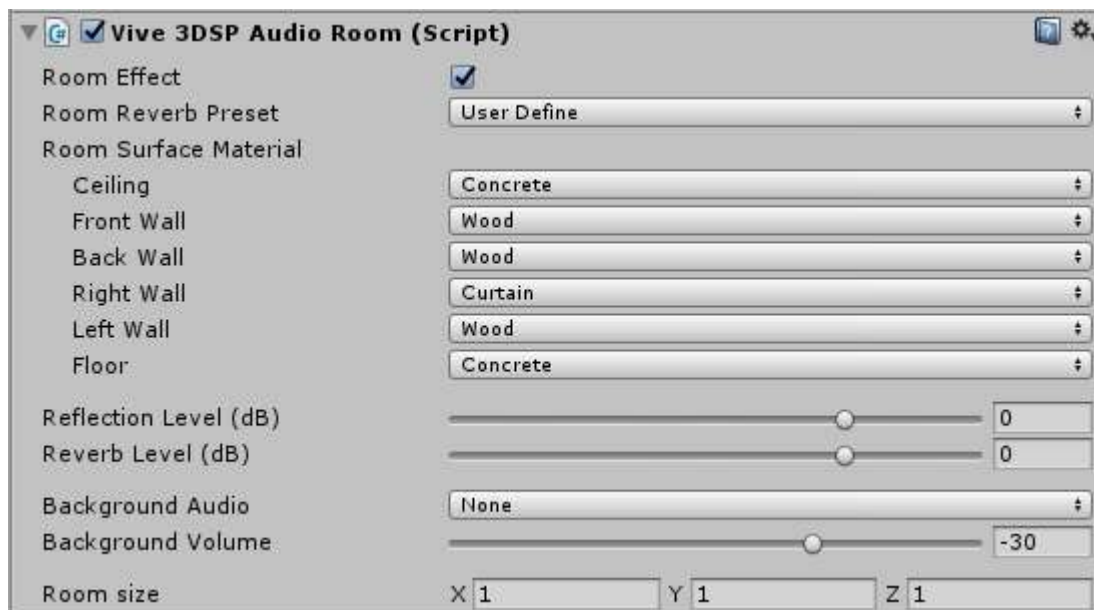 Vive 3DSP Audio Room (Script)
Room Effect
Room Reverb Preset User Define
Room Surface Material
Ceiling Concrete
Front Wall Wood
Back Wall Wood
Right Wall Curtain
Left Wall Wood
Floor Concrete
Reflection Level (dB) 0
Reverb Level (dB) 0
Background Audio None
Background Volume -30
Room size X 1 Y 1 Z 1